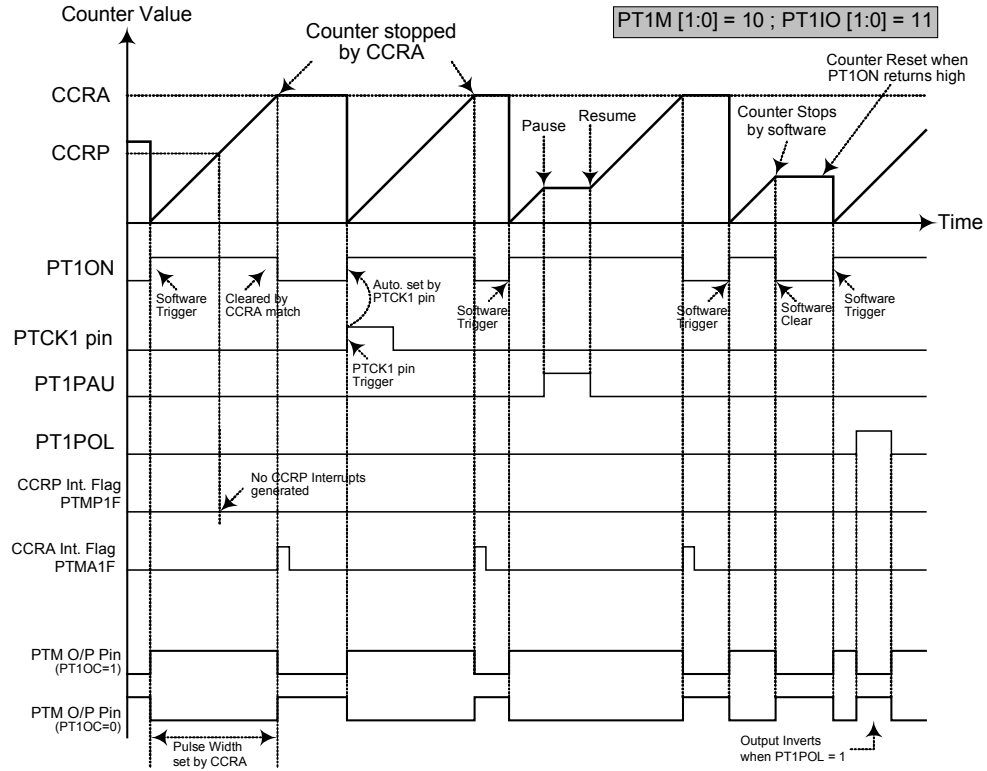 Counter Value
PT1M [1:0] = 10 ; PT1IO [1:0] = 11
Counter stopped
by CCRA
Counter Reset when
PT1ON returns high
CCRA
Pause
Resume
Counter Stops
by software
CCRP
Time
PT1ON
Software
Trigger
Cleared by
CCRA match
Auto. set by
PTCK1 pin
Software
Trigger
Software
Trigger
Software
Clear
Software
Trigger
PTCK1 pin
PTCK1 pin
Trigger
PT1PAU
PT1POL
CCRP Int. Flag
PTMP1F
No CCRP Interrupts
generated
CCRA Int. Flag
PTMA1F
PTM O/P Pin
(PT1OC=1)
PTM O/P Pin
(PT1OC=0)
Pulse Width
set by CCRA
Output Inverts
when PT1POL = 1